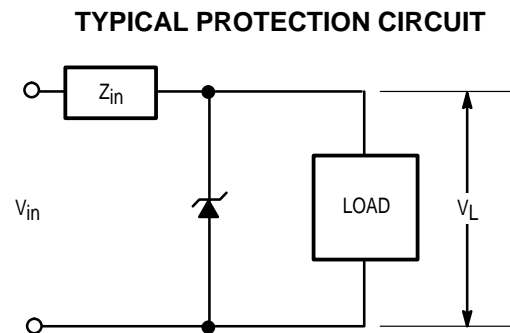 TYPICAL PROTECTION CIRCUIT
Zin
Vin
LOAD
VL